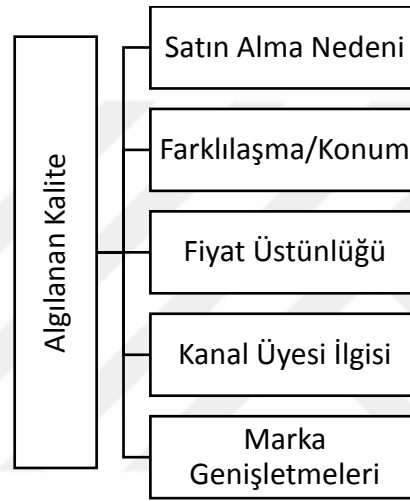 Algılanan Kalite
Satın Alma Nedeni
Farklılaşma/Konum
Fiyat Üstünlüğü
Kanal Üyesi İlgisi
Marka
Genişletmeleri